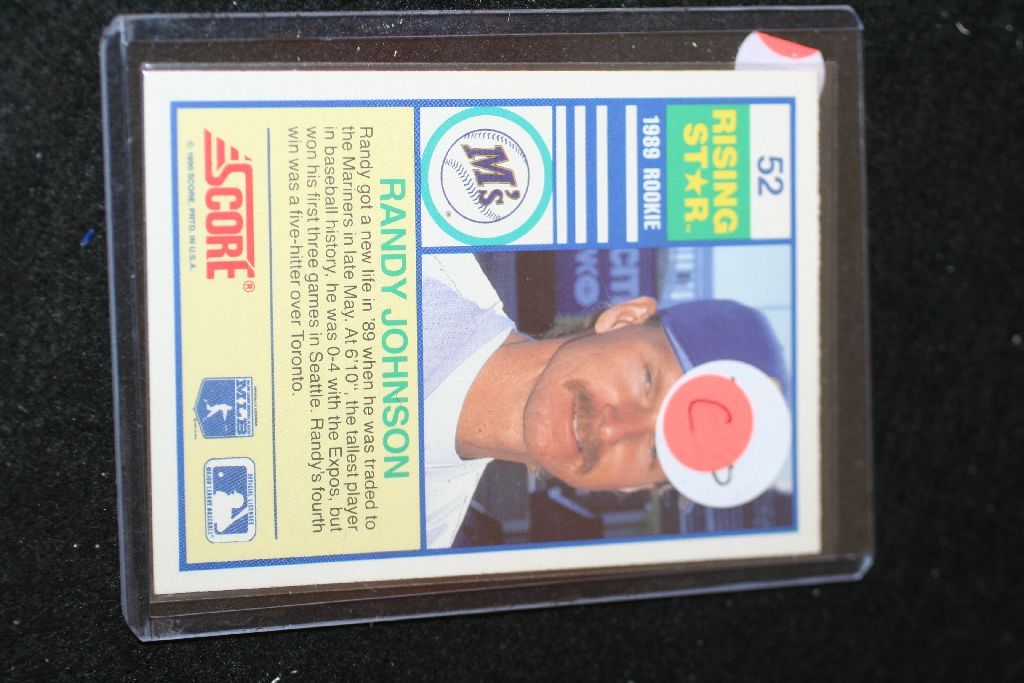 52
RISING
ST★R™
1989 ROOKIE
M's
TM
C
RANDY JOHNSON
Randy got a new life in '89 when he was traded to
the Mariners in late May. At 6'10", the tallest player
in baseball history, he was 0-4 with the Expos, but
won his first three games in Seattle. Randy's fourth
win was a five-hitter over Toronto.
SCORE®
© 1990 SCORE, PRTD. IN U.S.A.